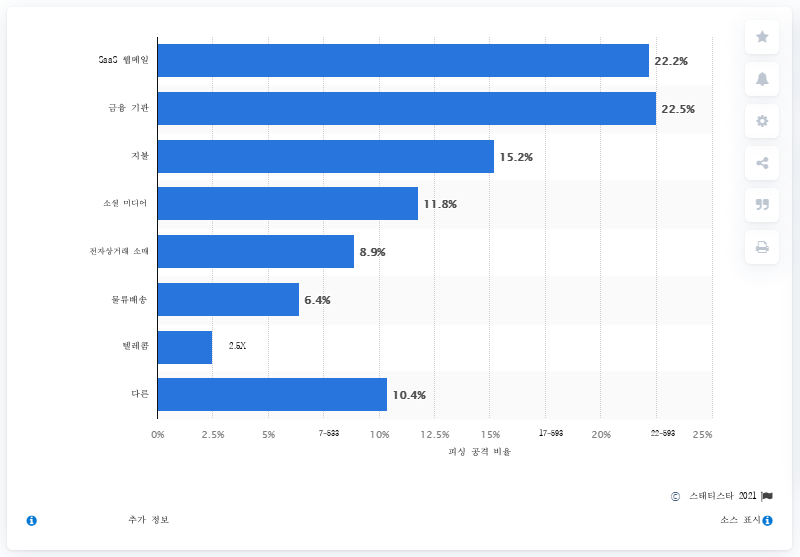 SaaS 웹메일 22.2%
금융 기관 22.5%
지불 15.2%
소셜 미디어 11.8%
전자상거래 소매 8.9%
물류배송 6.4%
텔레콤 2.5X
다른 10.4%
0% 2.5% 5% 7-533 10% 12.5% 15% 17-593 20% 22-593 25%
피싱 공격 비율
© 스태티스타 2021
추가 정보 소스 표시